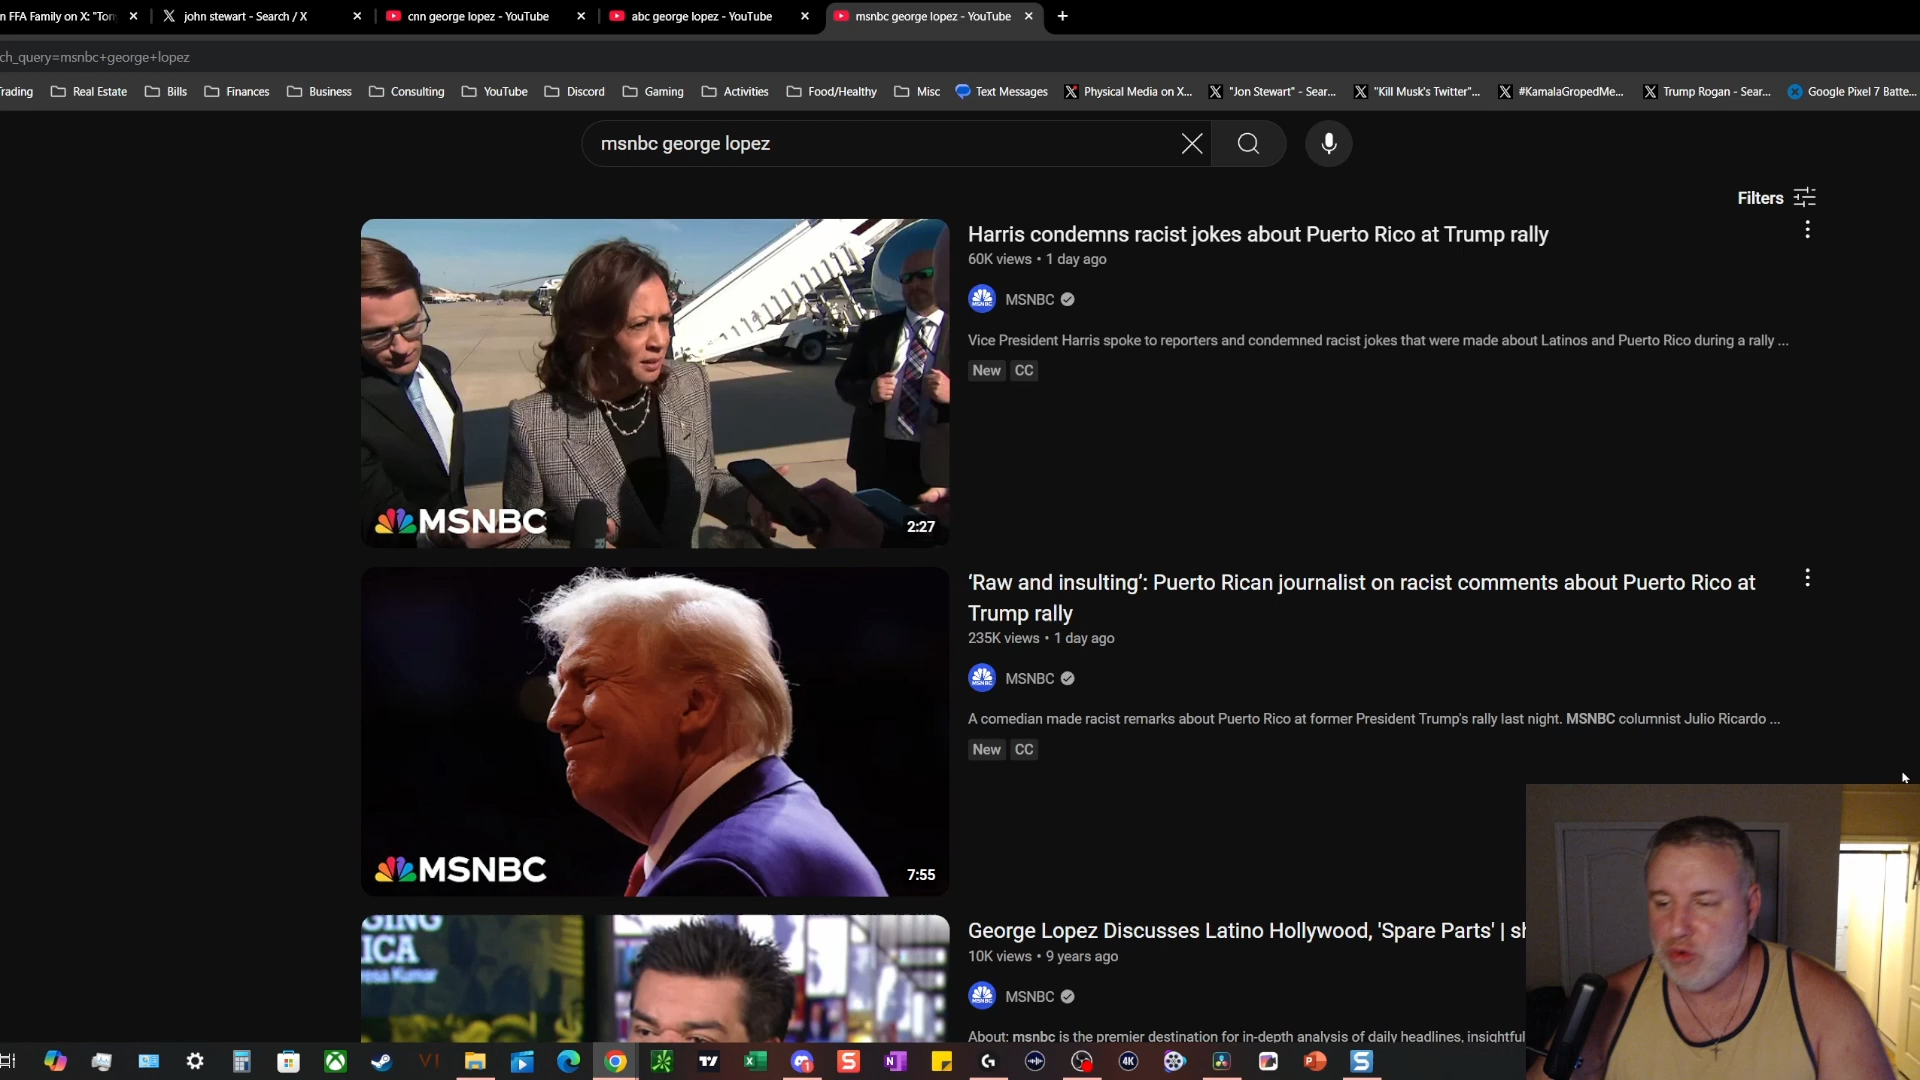 n FFA Family on X: "Ton
john stewart - Search / X
cnn george lopez - YouTube
abc george lopez - YouTube
msnbc george lopez - YouTube
ch_query=msnbc+george+lopez
rading
Real Estate
Bills
Finances
Business
Consulting
YouTube
Discord
Gaming
Activities
Food/Healthy
Misc
Text Messages
Physical Media on X...
"Jon Stewart" - Sear...
"Kill Musk's Twitter"...
#KamalaGropedMe...
Trump Rogan - Sear...
Google Pixel 7 Batte...
msnbc george lopez
Filters
MSNBC
2:27
Harris condemns racist jokes about Puerto Rico at Trump rally
60K views • 1 day ago
MSNBC
Vice President Harris spoke to reporters and condemned racist jokes that were made about Latinos and Puerto Rico during a rally ...
New CC
MSNBC
7:55
‘Raw and insulting’: Puerto Rican journalist on racist comments about Puerto Rico at
Trump rally
235K views • 1 day ago
MSNBC
A comedian made racist remarks about Puerto Rico at former President Trump's rally last night. MSNBC columnist Julio Ricardo ...
New CC
ICA
Kumar
George Lopez Discusses Latino Hollywood, 'Spare Parts' | sh
10K views • 9 years ago
MSNBC
About: msnbc is the premier destination for in-depth analysis of daily headlines, insightful